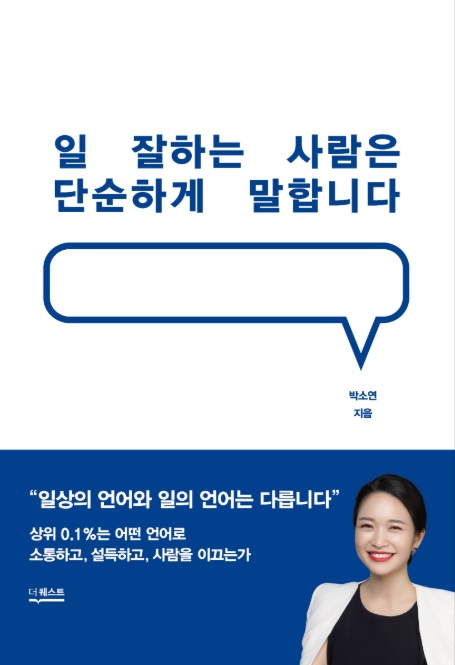 일 잘하는 사람은
단순하게 말합니다
박소연
지음
“일상의 언어와 일의 언어는 다릅니다”
상위 0.1%는 어떤 언어로
소통하고, 설득하고, 사람을 이끄는가
더퀘스트